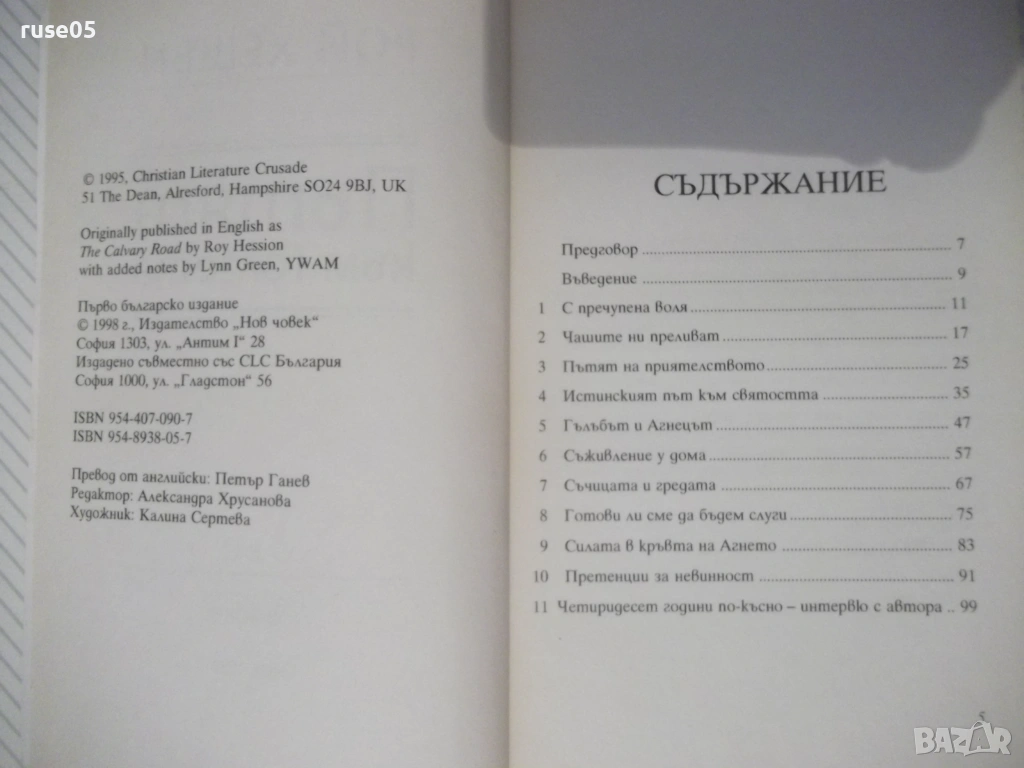 ruse05
© 1995, Christian Literature Crusade
51 The Dean, Alresford, Hampshire SO24 9BJ, UK
Originally published in English as
The Calvary Road by Roy Hession
with added notes by Lynn Green, YWAM
Първо българско издание
© 1998 г., Издателство „Нов човек“
София 1303, ул. „Антим I“ 28
Издадено съвместно със CLC България
София 1000, ул. „Гладстон“ 56
ISBN 954-407-090-7
ISBN 954-8938-05-7
Превод от английски: Петър Ганев
Редактор: Александра Хрусанова
Художник: Калина Сертева
СЪДЪРЖАНИЕ
Предговор 7
Въведение 9
1 С пречупена воля 11
2 Чашите ни преливат 17
3 Пътят на приятелството 25
4 Истинският път към святостта 35
5 Гълъбът и Агнецът 47
6 Съживление у дома 57
7 Съчицата и гредата 67
8 Готови ли сме да бъдем слуги 75
9 Силата в кръвта на Агнето 83
10 Претенции за невинност 91
11 Четиридесет години по-късно – интервю с автора .. 99
5
BAZAR